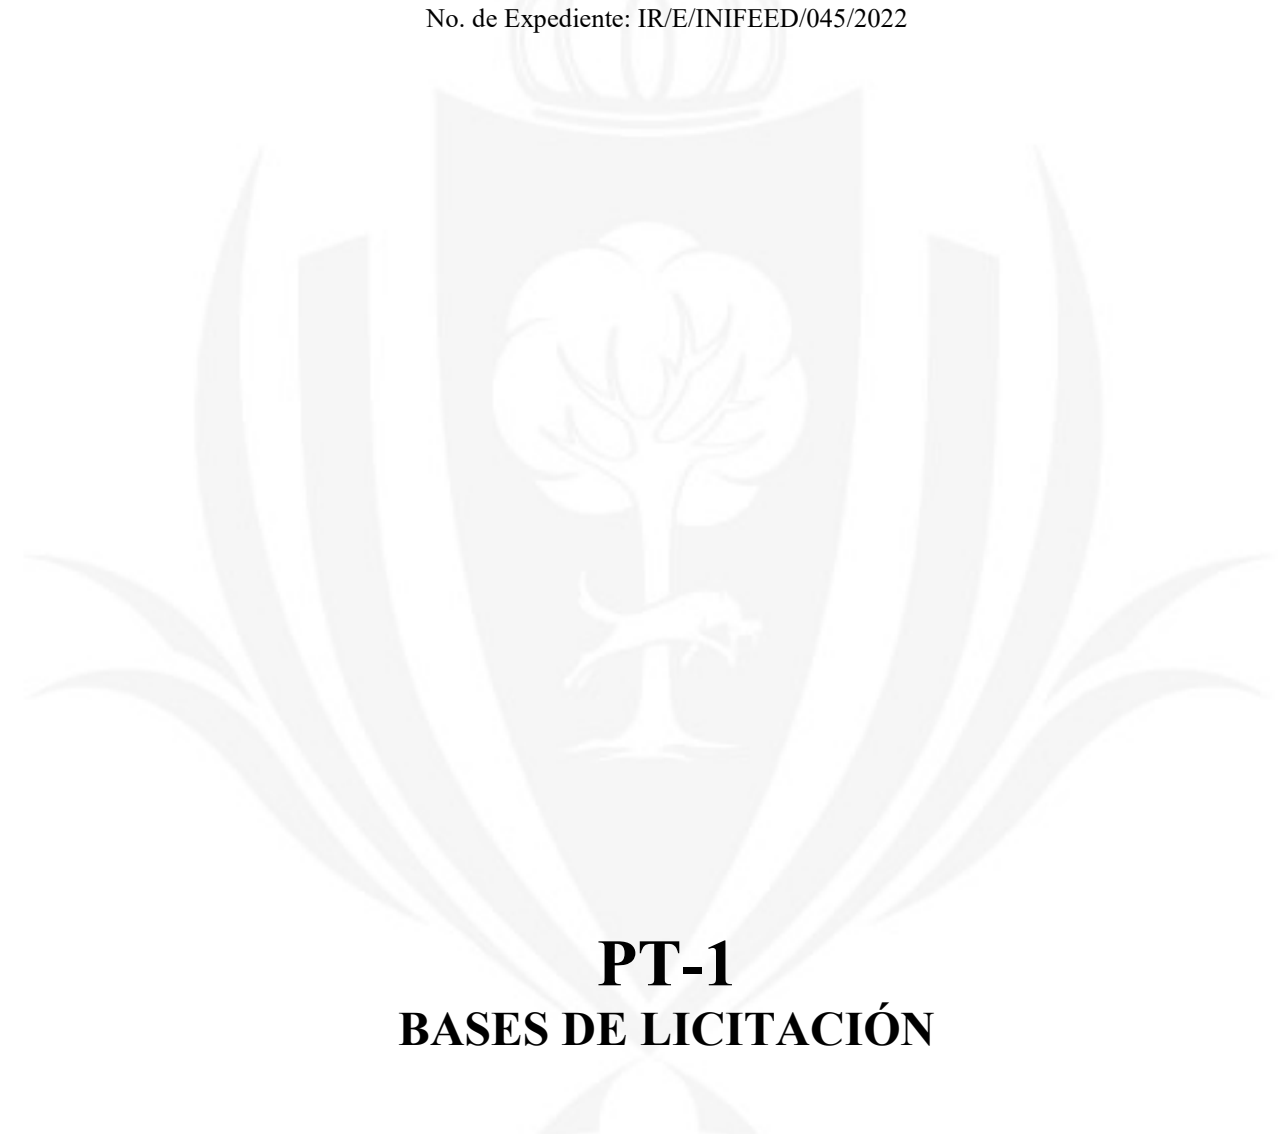 No. de Expediente: IR/E/INIFEED/045/2022
PT-1
BASES DE LICITACIÓN